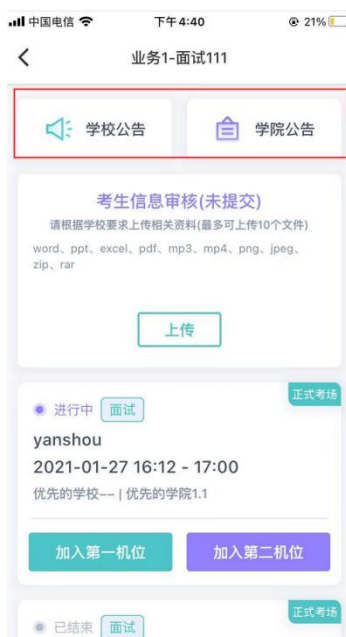 中国电信 下午4:40 21%
业务1-面试111
学校公告 学院公告
考生信息审核(未提交)
请根据学校要求上传相关资料(最多可上传10个文件)
word、ppt、excel、pdf、mp3、mp4、png、jpeg、
zip、rar
上传
正式考场
进行中 面试
yanshou
2021-01-27 16:12 - 17:00
优先的学校—— | 优先的学院1.1
加入第一机位 加入第二机位
正式考场
已结束 面试